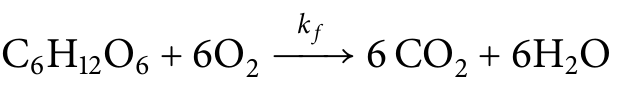 C₆H₁₂O₆ + 6O₂ —k_f→ 6 CO₂ + 6H₂O